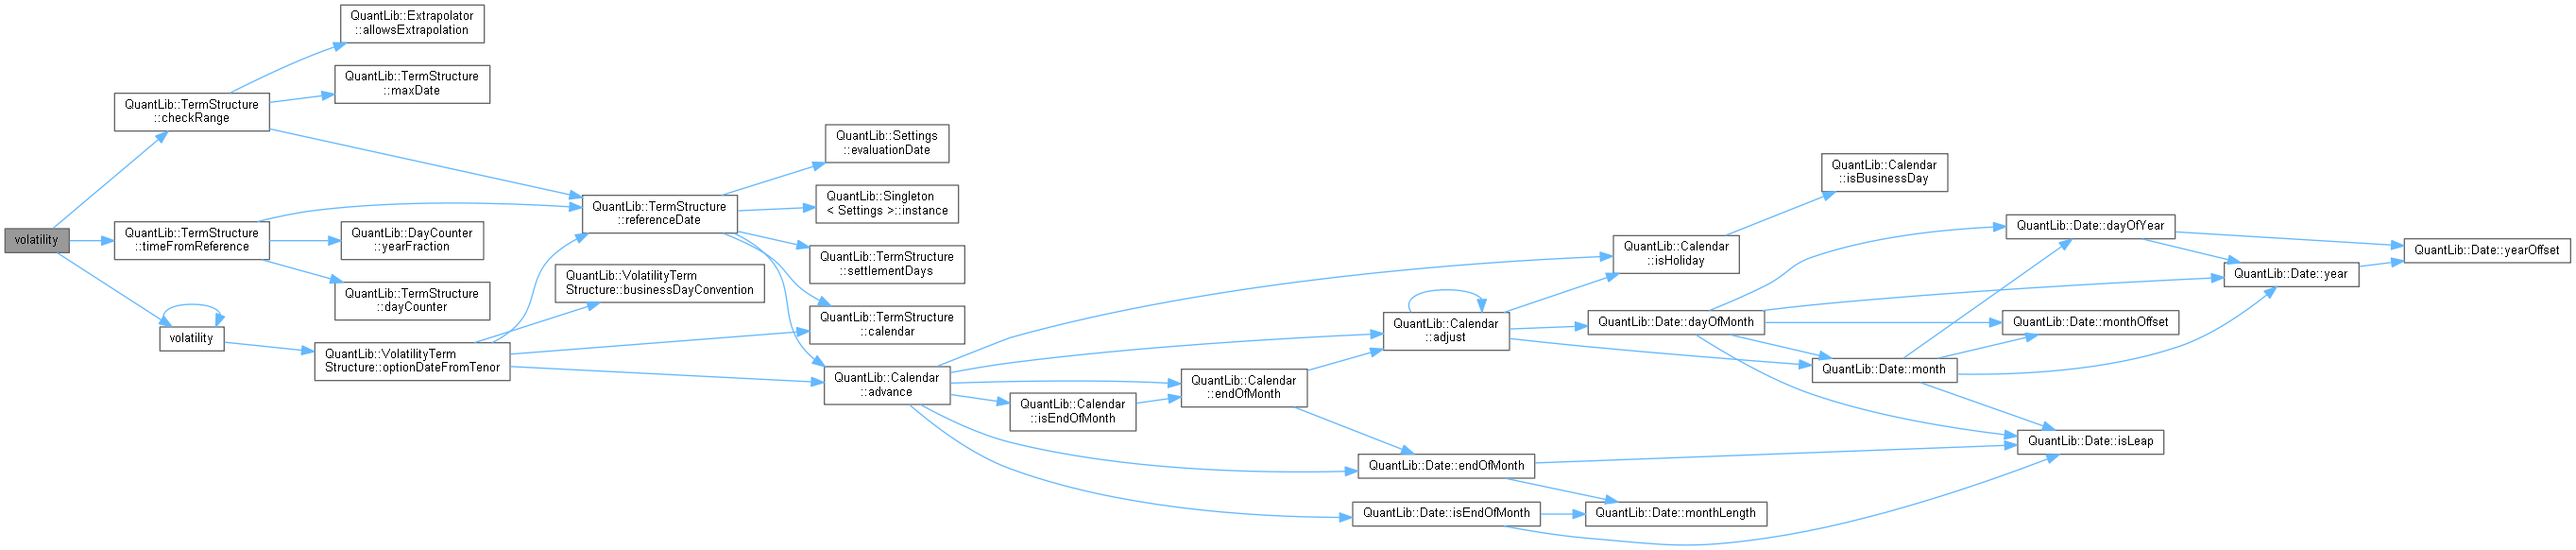 QuantLib::Extrapolator
::allowsExtrapolation
QuantLib::TermStructure
::maxDate
QuantLib::TermStructure
::checkRange
QuantLib::Settings
::evaluationDate
QuantLib::Calendar
::isBusinessDay
QuantLib::TermStructure
::referenceDate
QuantLib::Singleton
< Settings >::instance
volatility
QuantLib::TermStructure
::timeFromReference
QuantLib::DayCounter
::yearFraction
QuantLib::TermStructure
::settlementDays
QuantLib::Calendar
::isHoliday
QuantLib::Date::dayOfYear
QuantLib::Date::yearOffset
QuantLib::Date::year
QuantLib::TermStructure
::dayCounter
QuantLib::VolatilityTerm
Structure::businessDayConvention
QuantLib::TermStructure
::calendar
volatility
QuantLib::VolatilityTerm
Structure::optionDateFromTenor
QuantLib::Calendar
::adjust
QuantLib::Date::dayOfMonth
QuantLib::Date::monthOffset
QuantLib::Calendar
::advance
QuantLib::Calendar
::isEndOfMonth
QuantLib::Calendar
::endOfMonth
QuantLib::Date::month
QuantLib::Date::isLeap
QuantLib::Date::endOfMonth
QuantLib::Date::isEndOfMonth
QuantLib::Date::monthLength